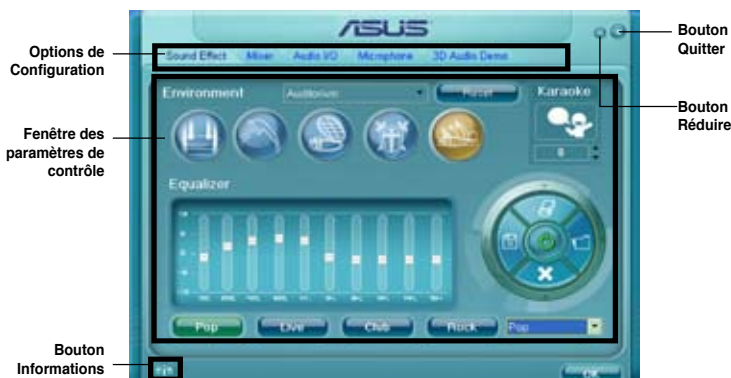 ASUS
Bouton
Quitter
Options de
Configuration
Sound Effect Mixer Audio I/O Microphone 3D Audio Demo
Environment Auditorium Reset Karaoke
Bouton
Réduire
Fenêtre des
paramètres de
contrôle
0
Equalizer
Pop Live Club Rock Pop
Bouton
Informations
OK